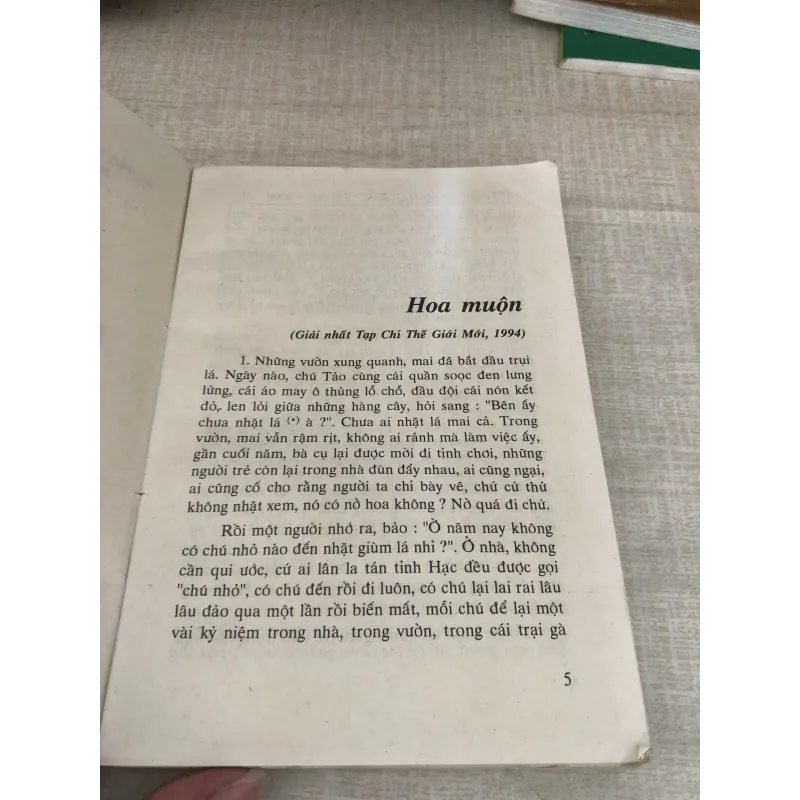 Hoa muộn
(Giải nhất Tạp Chí Thế Giới Mới, 1994)
1. Những vườn xung quanh, mai đã bắt đầu trụi
lá. Ngày nào, chú Tảo cùng cái quần soọc đen lưng
lửng, cái áo may ô thủng lỗ chỗ, đầu đội cái nón kết
đỏ, len lỏi giữa những hàng cây, hỏi sang : "Bên ấy
chưa nhặt lá (*) à ?". Chưa ai nhặt lá mai cả. Trong
vườn, mai vẫn rậm rịt, không ai rảnh mà làm việc ấy,
gần cuối năm, bà cụ lại được mời đi tỉnh chơi, những
người trẻ còn lại trong nhà đùn đẩy nhau, ai cũng ngại,
ai cũng cố cho rằng người ta chỉ bày vẽ, chứ cứ thử
không nhặt xem, nó có nở hoa không ? Nở quá đi chứ.
Rồi một người nhớ ra, bảo : "Ờ năm nay không
có chú nhỏ nào đến nhặt giùm lá nhỉ ?". Ở nhà, không
cần qui ước, cứ ai lân la tán tỉnh Hạc đều được gọi
"chú nhỏ", có chú đến rồi đi luôn, có chú lại lai rai lâu
lâu đảo qua một lần rồi biến mất, mỗi chú để lại một
vài kỷ niệm trong nhà, trong vườn, trong cái trại gà
5